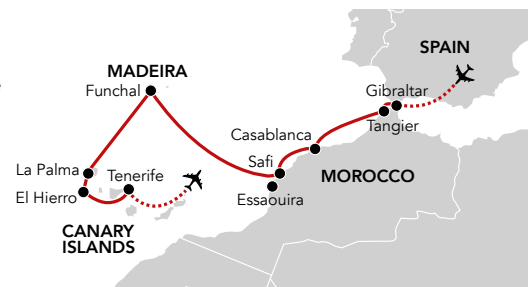 SPAIN
MADEIRA
Funchal
Gibraltar
Tangier
Casablanca
Safi
La Palma
Tenerife
MOROCCO
El Hierro
Essaouira
CANARY
ISLANDS